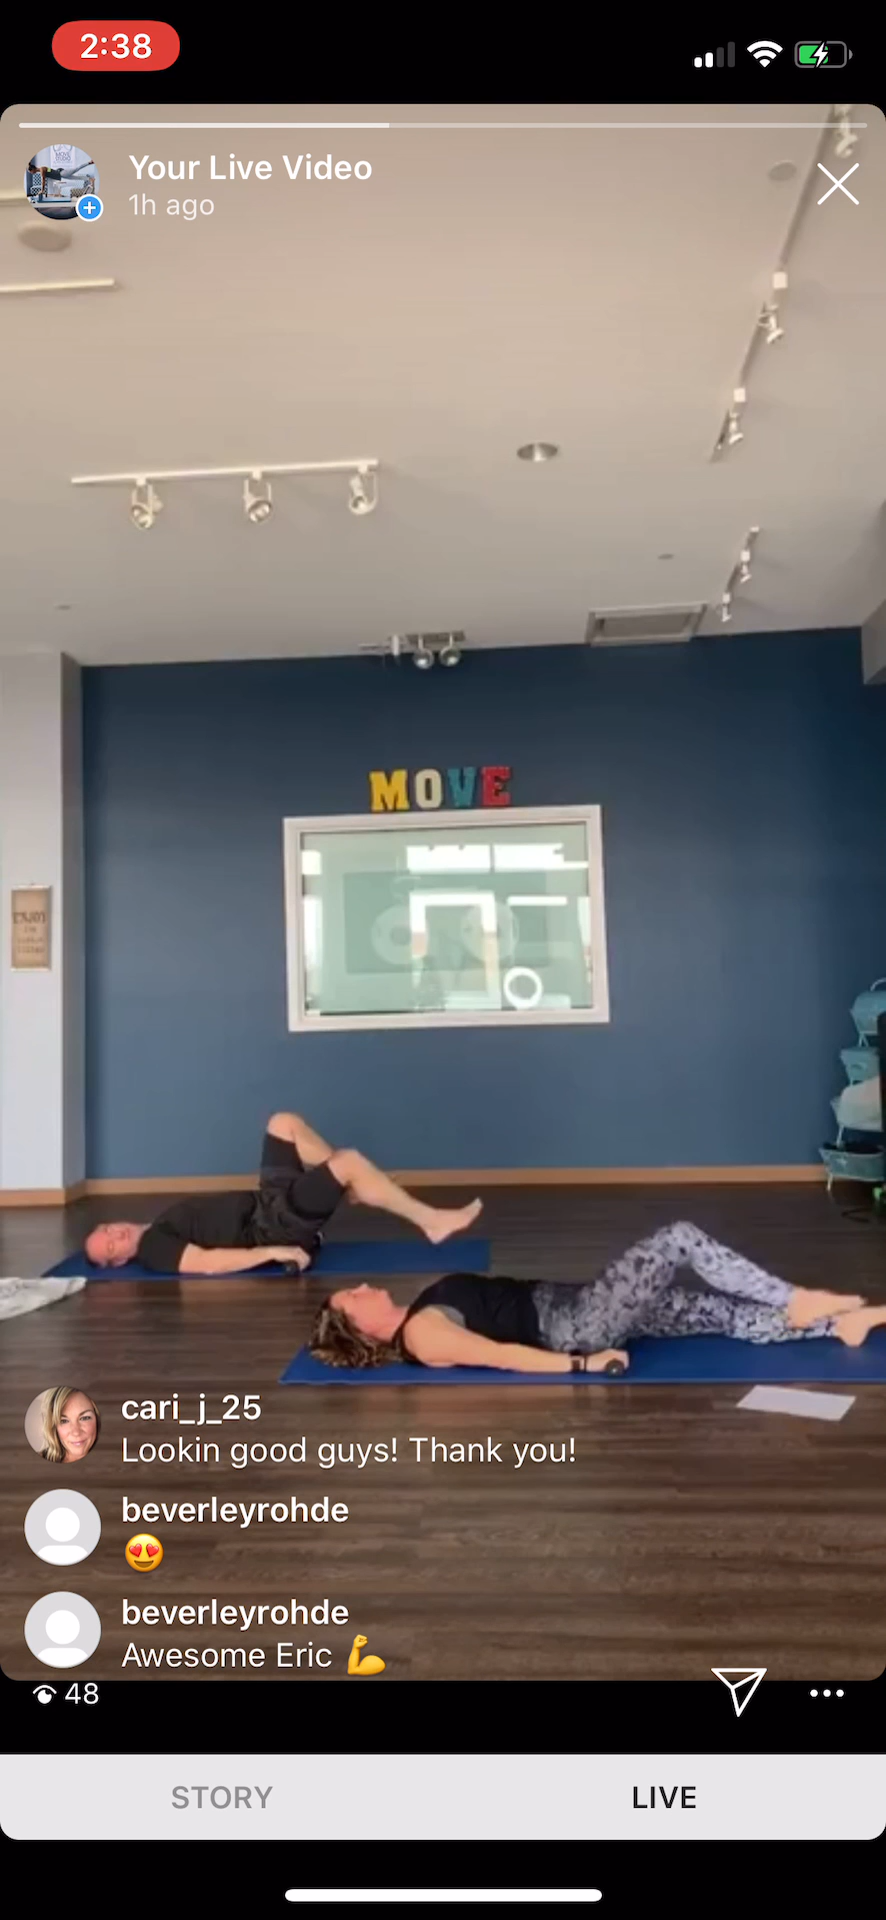 2:38
Your Live Video
1h ago
MOVE
cari_j_25
Lookin good guys! Thank you!
beverleyrohde
😍
beverleyrohde
Awesome Eric 💪
48
STORY
LIVE